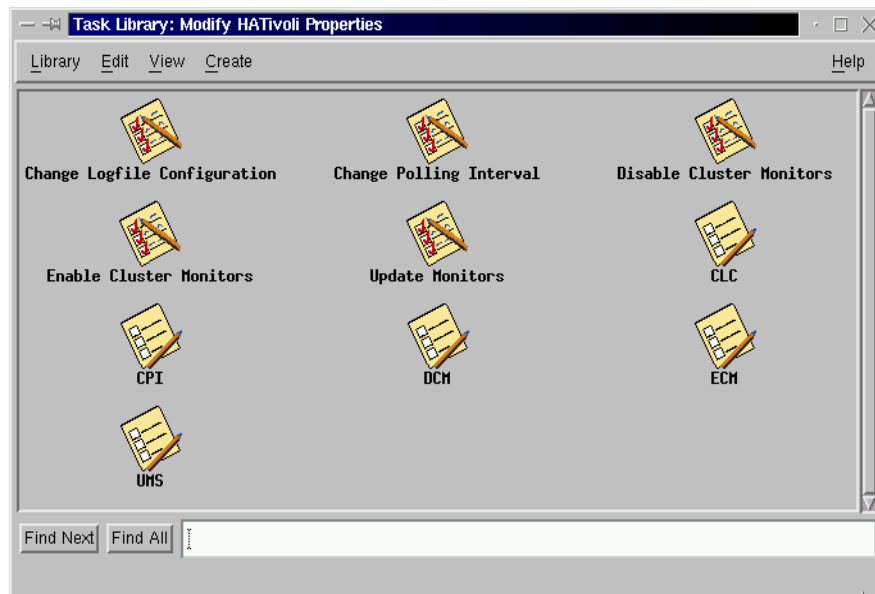 Task Library: Modify HATivoli Properties
Library Edit View Create Help
Change Logfile Configuration Change Polling Interval Disable Cluster Monitors
Enable Cluster Monitors Update Monitors CLC
CPI DCM ECM
UMS
Find Next Find All